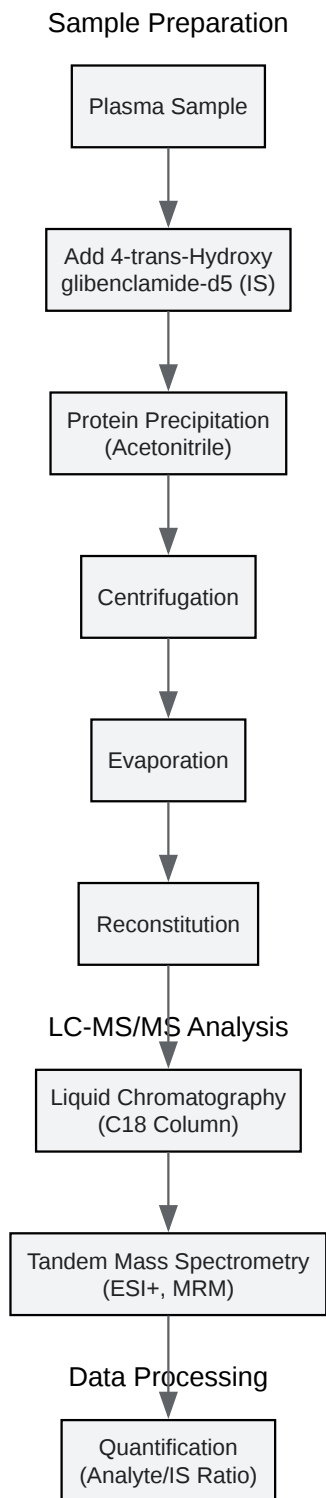 Sample Preparation
Plasma Sample
Add 4-trans-Hydroxy
glibenclamide-d5 (IS)
Protein Precipitation
(Acetonitrile)
Centrifugation
Evaporation
Reconstitution
LC-MS/MS Analysis
Liquid Chromatography
(C18 Column)
Tandem Mass Spectrometry
(ESI+, MRM)
Data Processing
Quantification
(Analyte/IS Ratio)